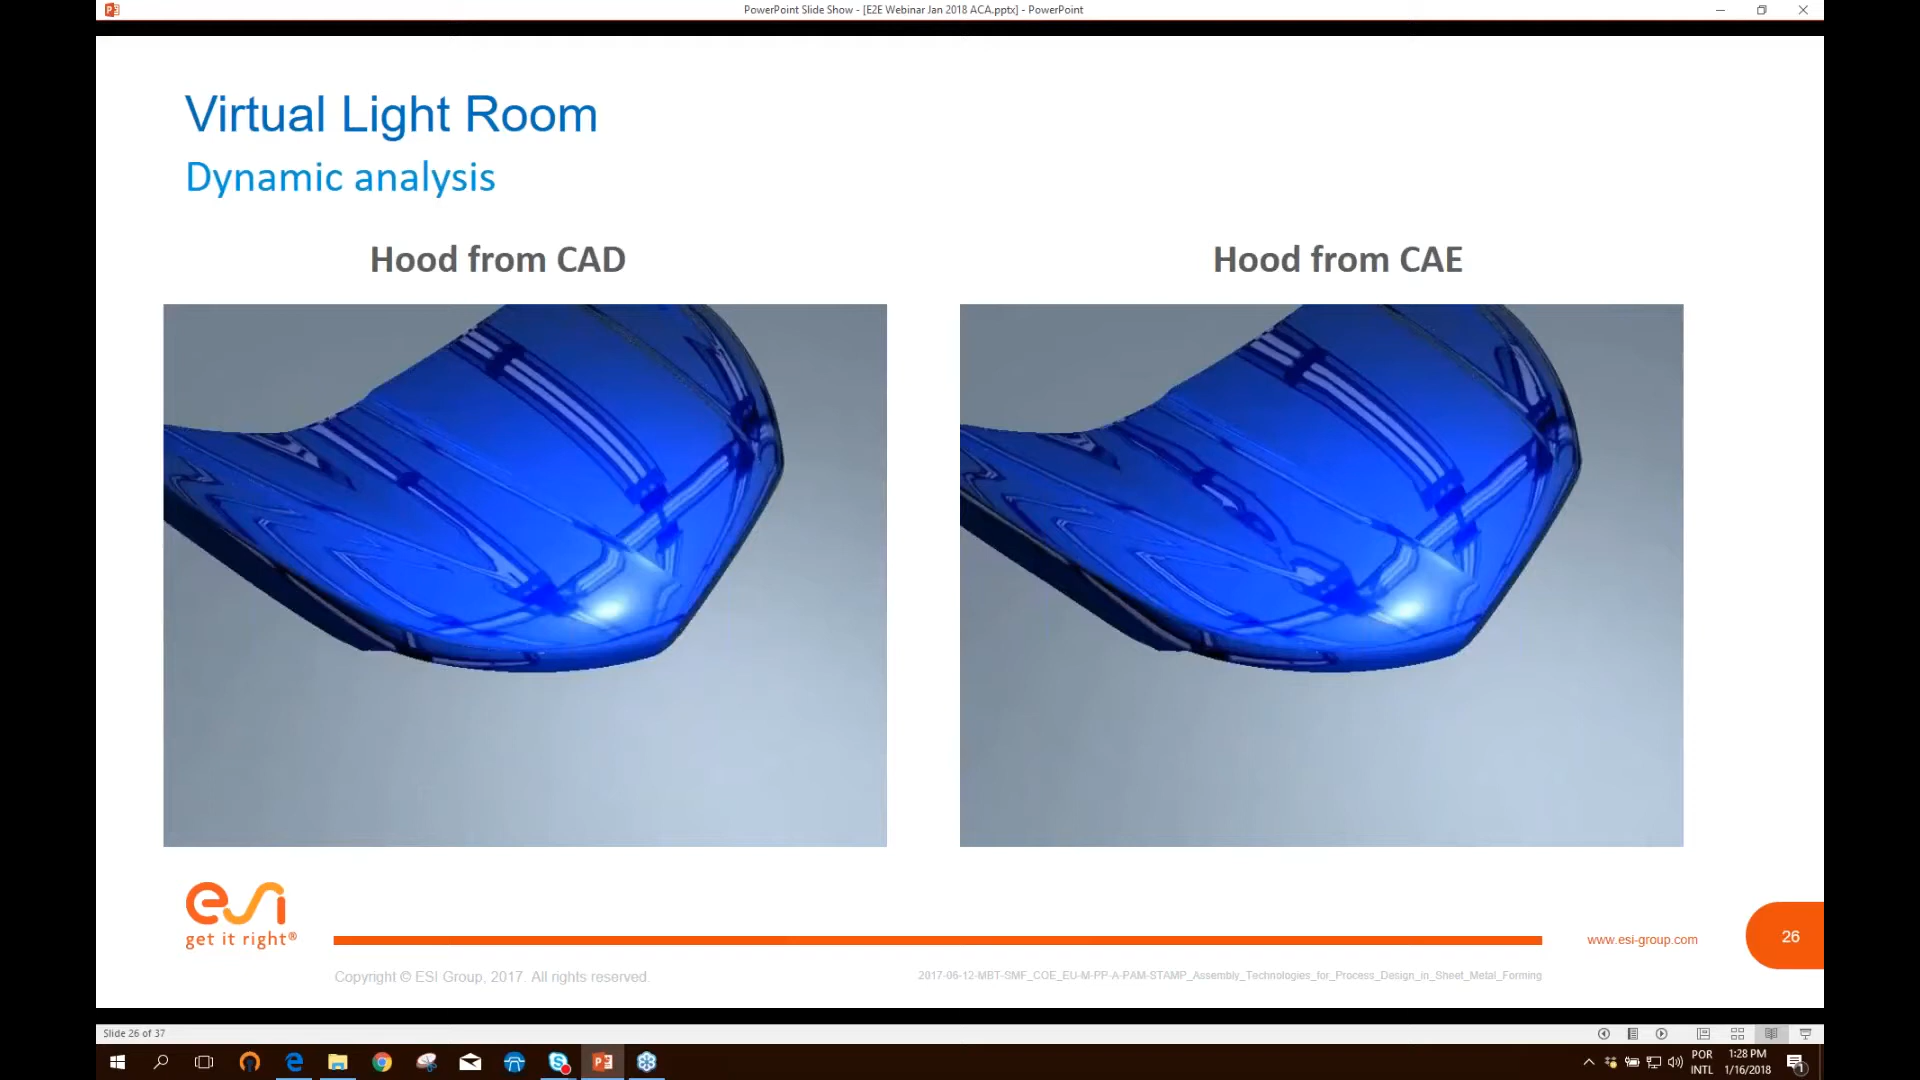 PowerPoint Slide Show - [E2E Webinar Jan 2018 ACA.pptx] - PowerPoint
Virtual Light Room
Dynamic analysis
Hood from CAD
Hood from CAE
esi
get it right®
www.esi-group.com
26
Copyright © ESI Group, 2017. All rights reserved.
2017-06-12-MBT-SMF_COE_EU-M-PP-A-PAM-STAMP_Assembly_Technologies_for_Process_Design_in_Sheet_Metal_Forming
Slide 26 of 37
POR
INTL
1:28 PM
1/16/2018
1